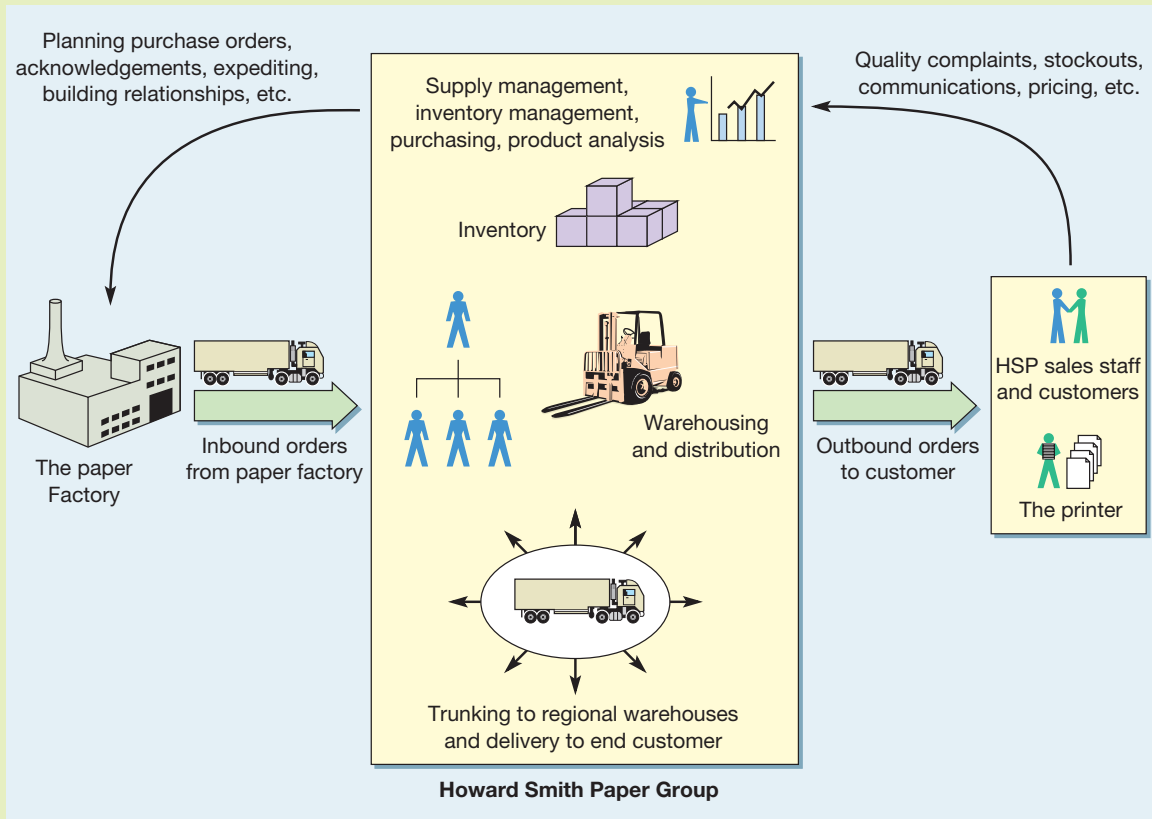 Planning purchase orders,
acknowledgements, expediting,
building relationships, etc.
Supply management,
inventory management,
purchasing, product analysis
Quality complaints, stockouts,
communications, pricing, etc.
Inventory
The paper
Factory
Inbound orders
from paper factory
Warehousing
and distribution
Outbound orders
to customer
HSP sales staff
and customers
The printer
Trunking to regional warehouses
and delivery to end customer
Howard Smith Paper Group